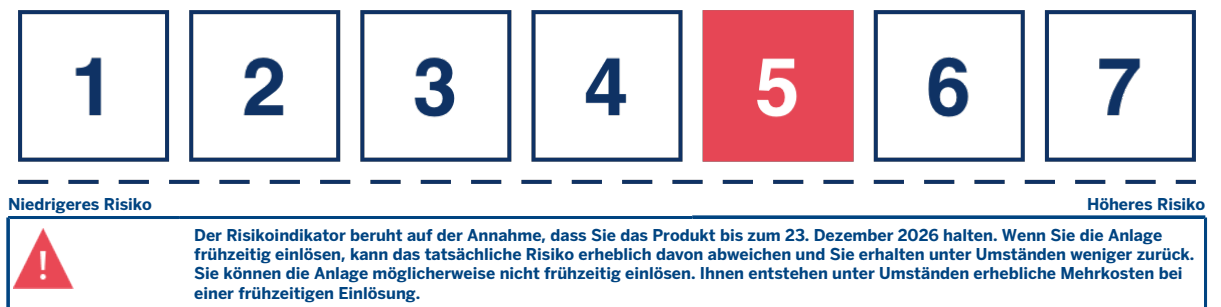 1 2 3 4 5 6 7
Niedrigeres Risiko Höheres Risiko
!
Der Risikoindikator beruht auf der Annahme, dass Sie das Produkt bis zum 23. Dezember 2026 halten. Wenn Sie die Anlage
frühzeitig einlösen, kann das tatsächliche Risiko erheblich davon abweichen und Sie erhalten unter Umständen weniger zurück.
Sie können die Anlage möglicherweise nicht frühzeitig einlösen. Ihnen entstehen unter Umständen erhebliche Mehrkosten bei
einer frühzeitigen Einlösung.